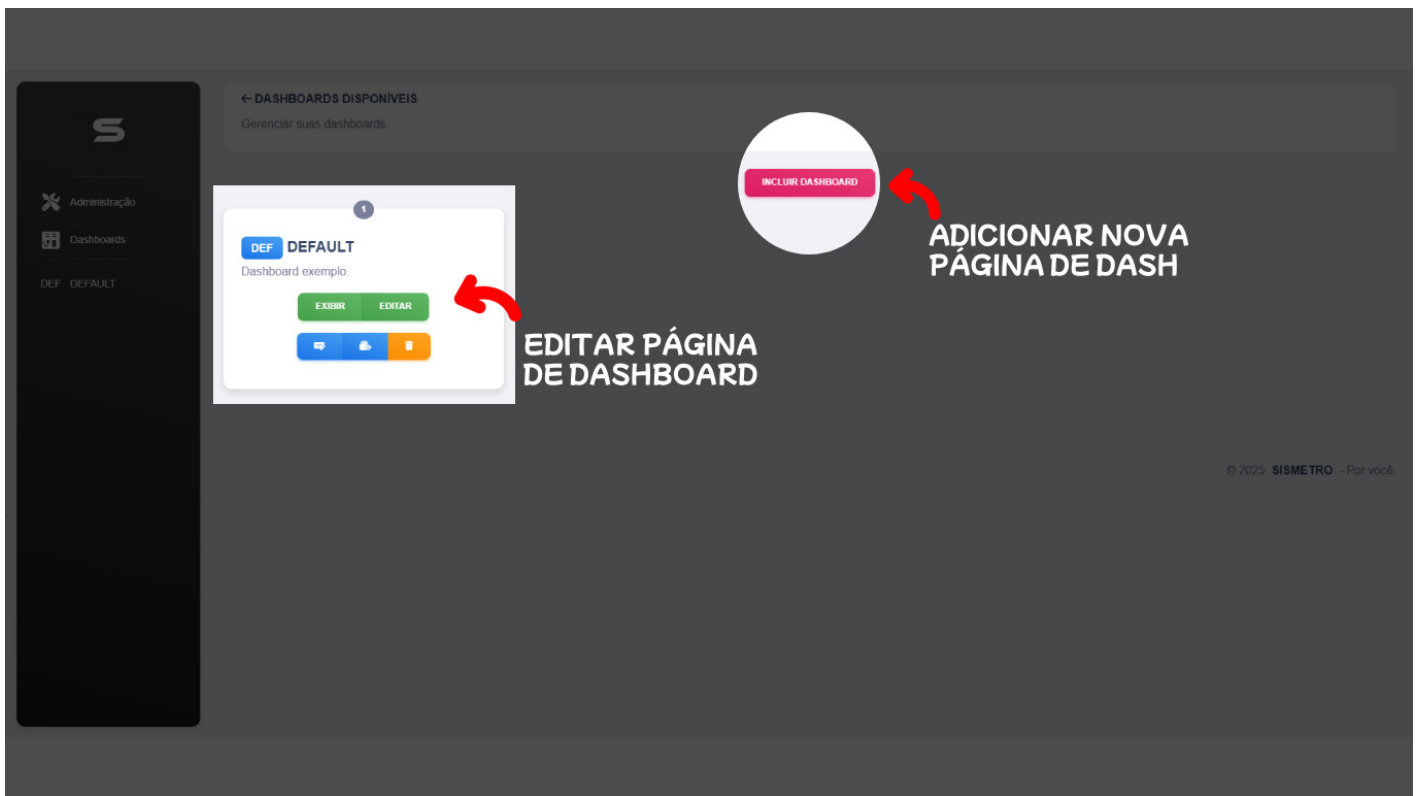 S
Administração
Dashboards
DEF DEFAULT
← DASHBOARDS DISPONÍVEIS
Gerenciar suas dashboards
1
DEF DEFAULT
Dashboard exemplo.
EXIBIR EDITAR
EDITAR PÁGINA
DE DASHBOARD
INCLUIR DASHBOARD
ADICIONAR NOVA
PÁGINA DE DASH
© 2025 SISMETRO - Por você.